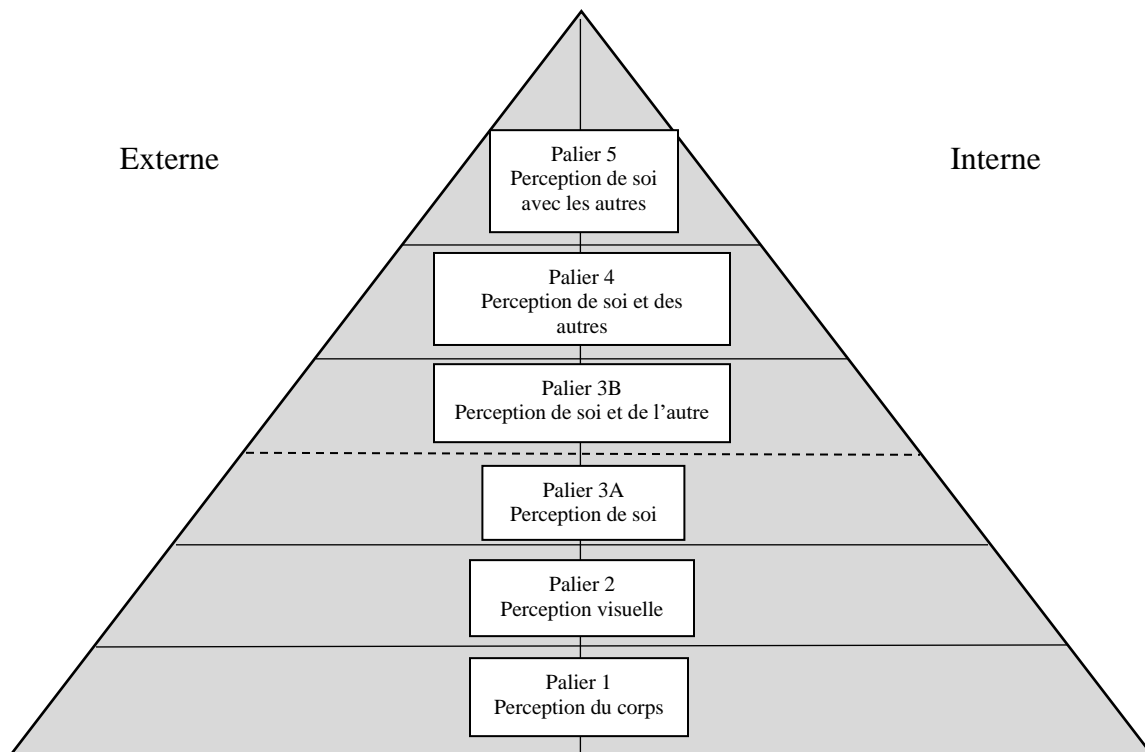 Externe
Interne
Palier 5
Perception de soi
avec les autres
Palier 4
Perception de soi et des
autres
Palier 3B
Perception de soi et de l’autre
Palier 3A
Perception de soi
Palier 2
Perception visuelle
Palier 1
Perception du corps